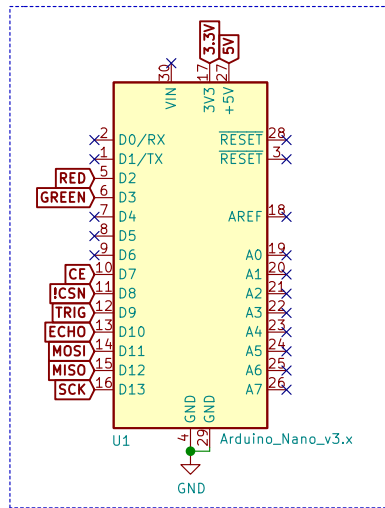 3.3V
5V
30
17
27
VIN
3V3
+5V
2 D0/RX RESET 28
1 D1/TX RESET 3
RED 5 D2
GREEN 6 D3
7 D4 AREF 18
8 D5
9 D6 A0 19
CE 10 D7 A1 20
!CSN 11 D8 A2 21
TRIG 12 D9 A3 22
ECHO 13 D10 A4 23
MOSI 14 D11 A5 24
MISO 15 D12 A6 25
SCK 16 D13 A7 26
GND
GND
U1
4
29
Arduino_Nano_v3.x
GND